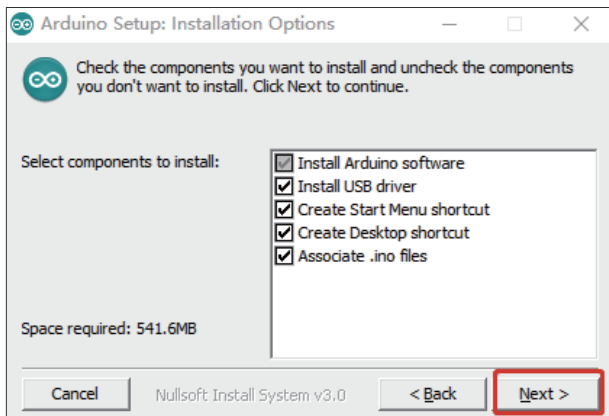 Arduino Setup: Installation Options
Check the components you want to install and uncheck the components
you don't want to install. Click Next to continue.
Select components to install:
Install Arduino software
Install USB driver
Create Start Menu shortcut
Create Desktop shortcut
Associate .ino files
Space required: 541.6MB
Cancel
Nullsoft Install System v3.0
< Back
Next >